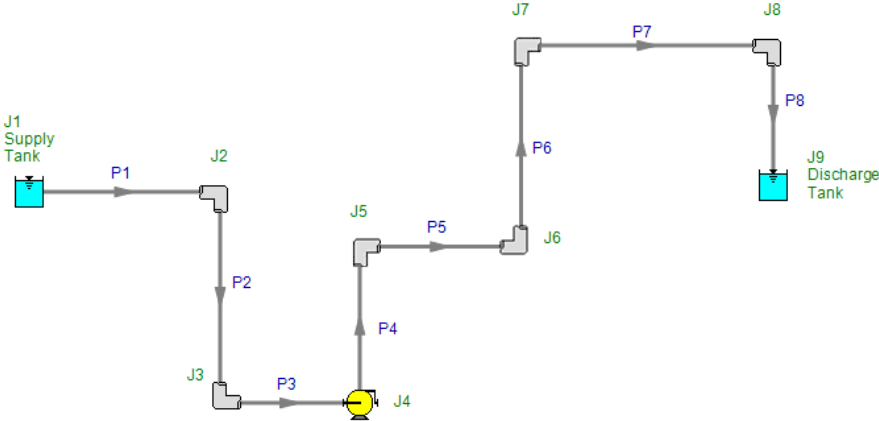 J7
J8
P7
P8
J1
Supply
Tank
P1
J2
P6
J9
Discharge
Tank
J5
P5
J6
P2
P4
J3
P3
J4